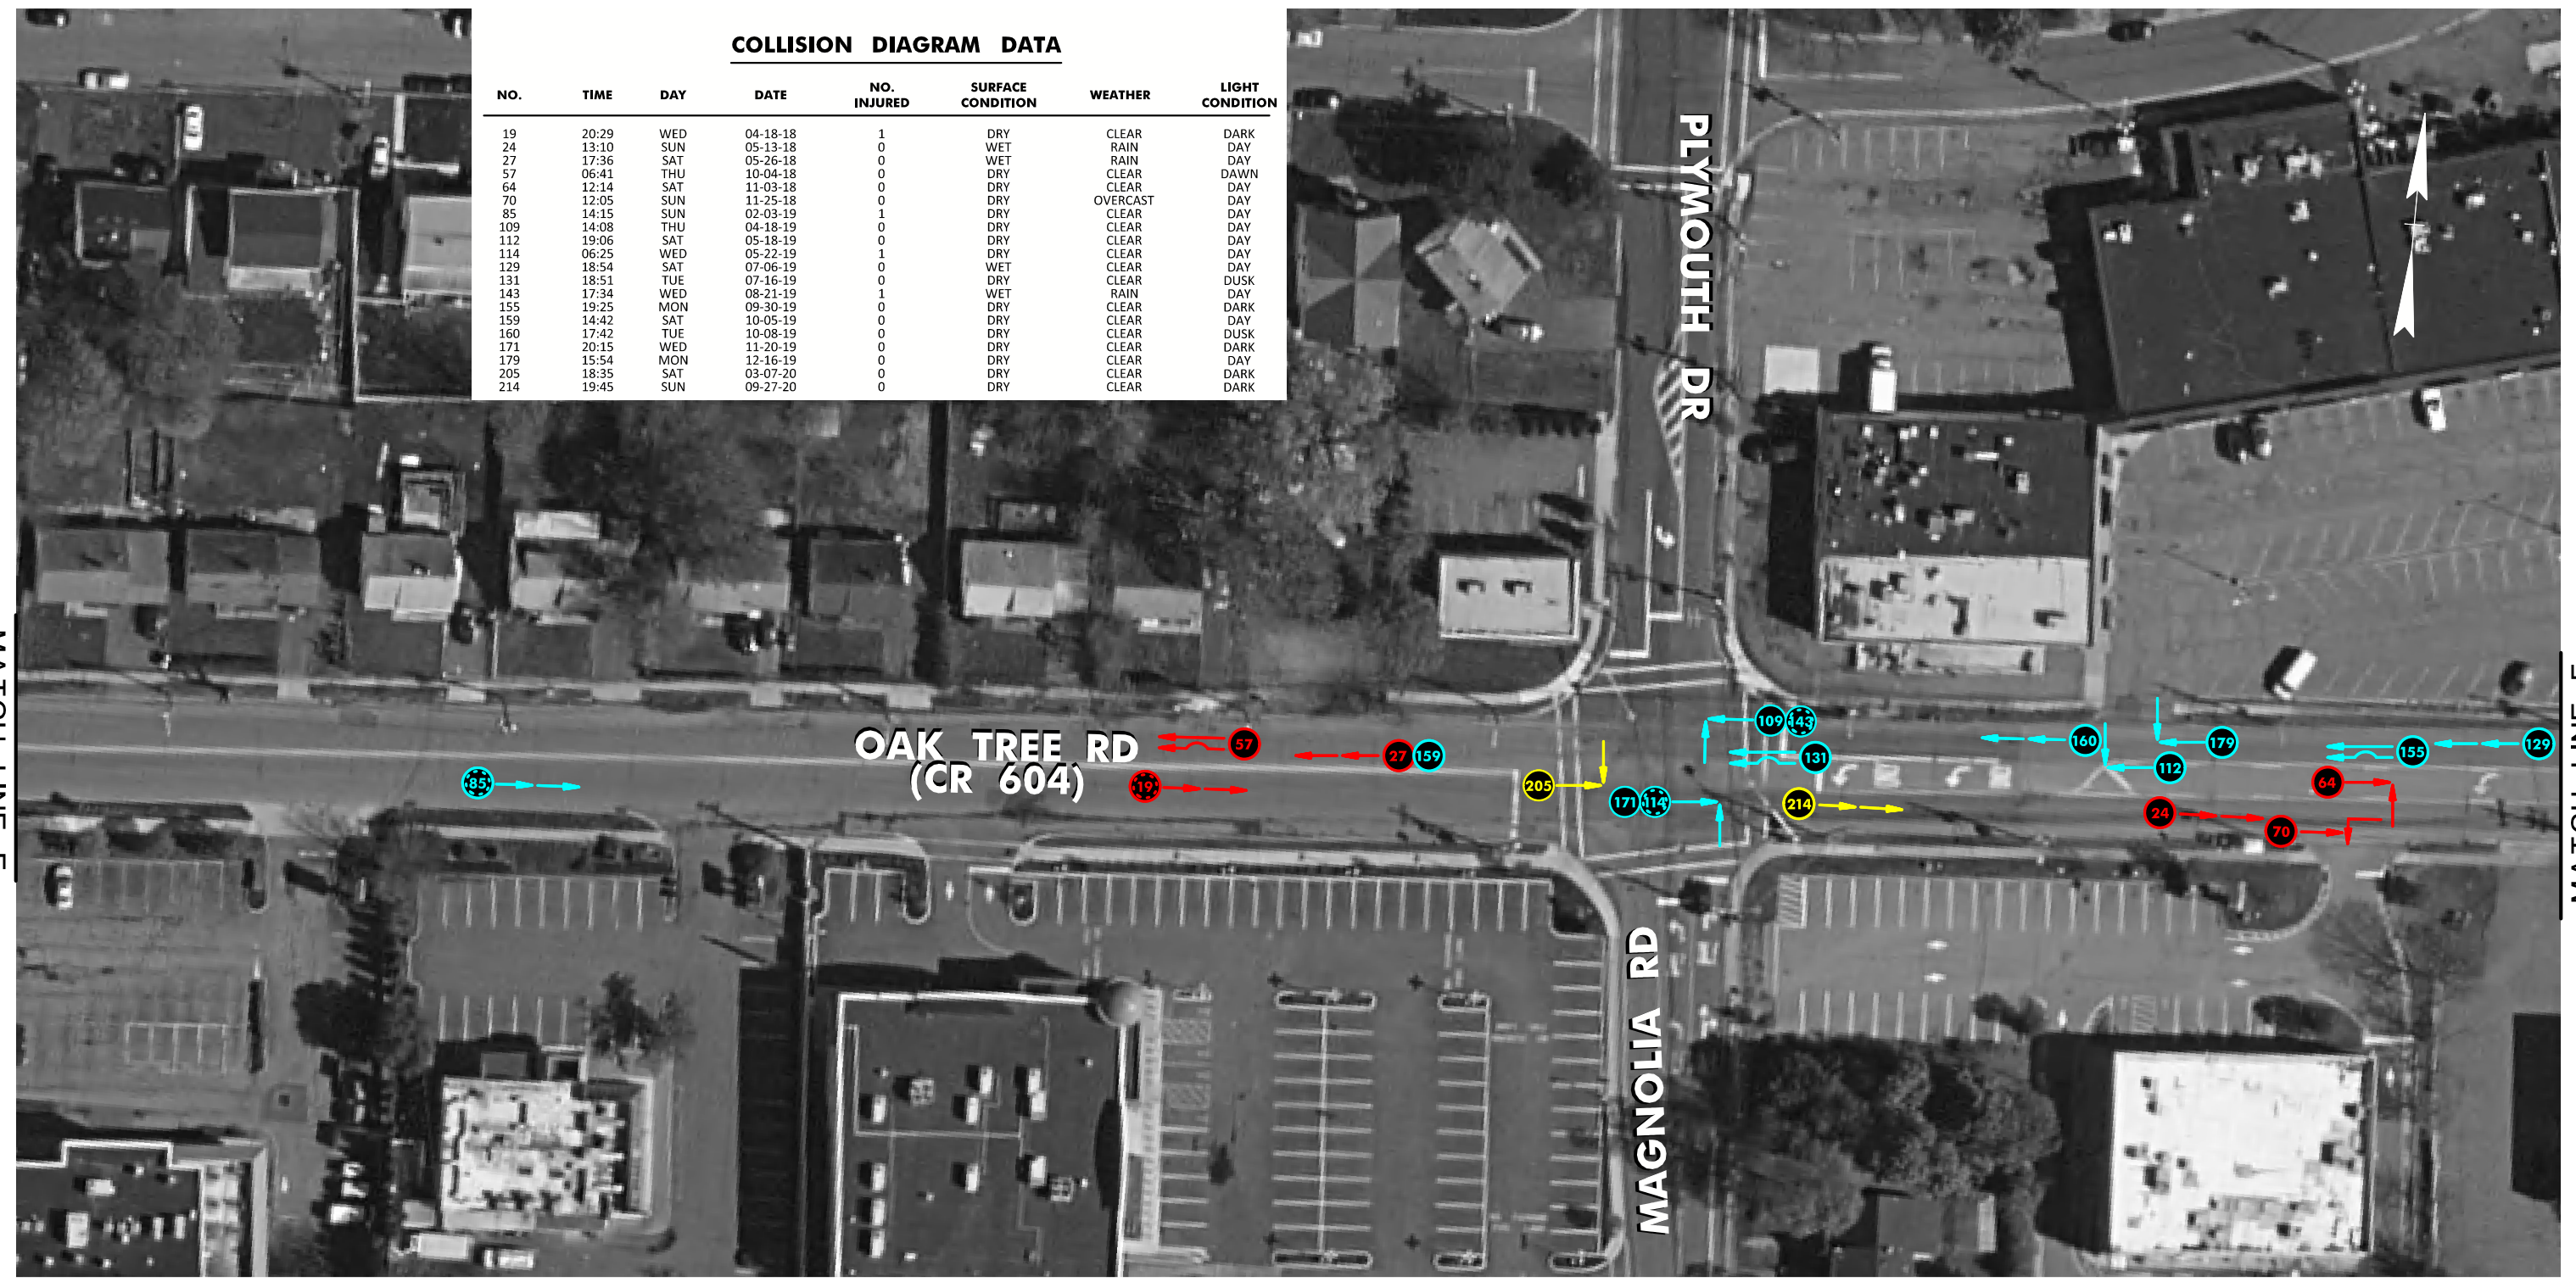 COLLISION DIAGRAM DATA
NO. TIME DAY DATE NO. INJURED SURFACE CONDITION WEATHER LIGHT CONDITION
19 20:29 WED 04-18-18 1 DRY CLEAR DARK
24 13:10 SUN 05-13-18 0 WET RAIN DAY
27 17:36 SAT 05-26-18 0 WET RAIN DAY
57 06:41 THU 10-04-18 0 DRY CLEAR DAWN
64 12:14 SAT 11-03-18 0 DRY CLEAR DAY
70 12:05 SUN 11-25-18 0 DRY OVERCAST DAY
85 14:15 SUN 02-03-19 1 DRY CLEAR DAY
109 14:08 THU 04-18-19 0 DRY CLEAR DAY
112 19:06 SAT 05-18-19 0 DRY CLEAR DAY
114 06:25 WED 05-22-19 1 DRY CLEAR DAY
129 18:54 SAT 07-06-19 0 WET CLEAR DAY
131 18:51 TUE 07-16-19 0 DRY CLEAR DUSK
143 17:34 WED 08-21-19 1 WET RAIN DAY
155 19:25 MON 09-30-19 0 DRY CLEAR DARK
159 14:42 SAT 10-05-19 0 DRY CLEAR DAY
160 17:42 TUE 10-08-19 0 DRY CLEAR DUSK
171 20:15 WED 11-20-19 0 DRY CLEAR DARK
179 15:54 MON 12-16-19 0 DRY CLEAR DAY
205 18:35 SAT 03-07-20 0 DRY CLEAR DARK
214 19:45 SUN 09-27-20 0 DRY CLEAR DARK
PLYMOUTH DR
OAK TREE RD
(CR 604)
57
27 159
109 143
131
160
179
112
155
129
85
19
205
171 114
214
24
70
64
MAGNOLIA RD